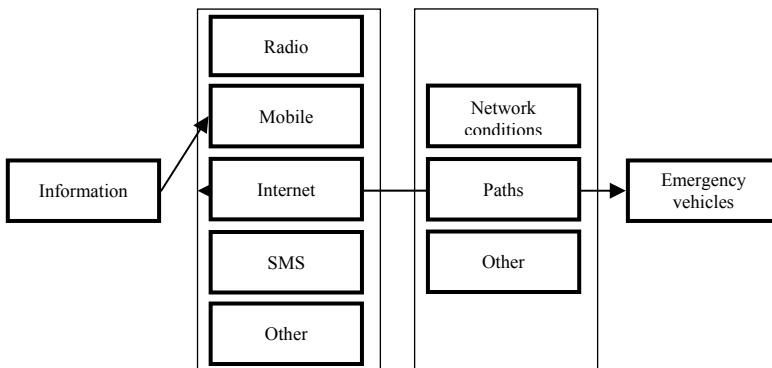 Information
Radio
Mobile
Internet
SMS
Other
Network
conditions
Paths
Other
Emergency
vehicles